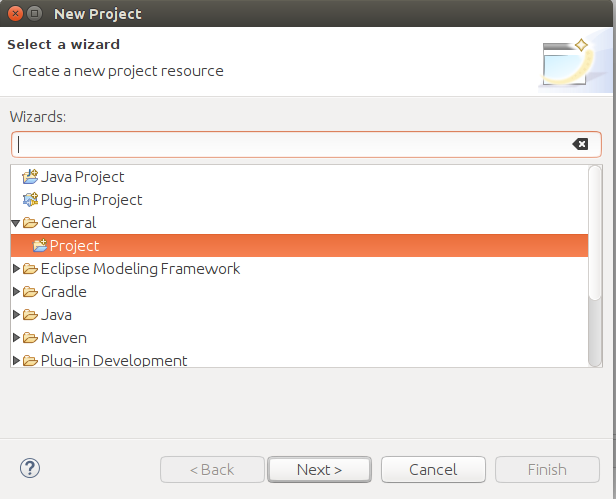 New Project
Select a wizard
Create a new project resource
Wizards:
Java Project
Plug-in Project
General
Project
Eclipse Modeling Framework
Gradle
Java
Maven
Plug-in Development
? < Back Next > Cancel Finish